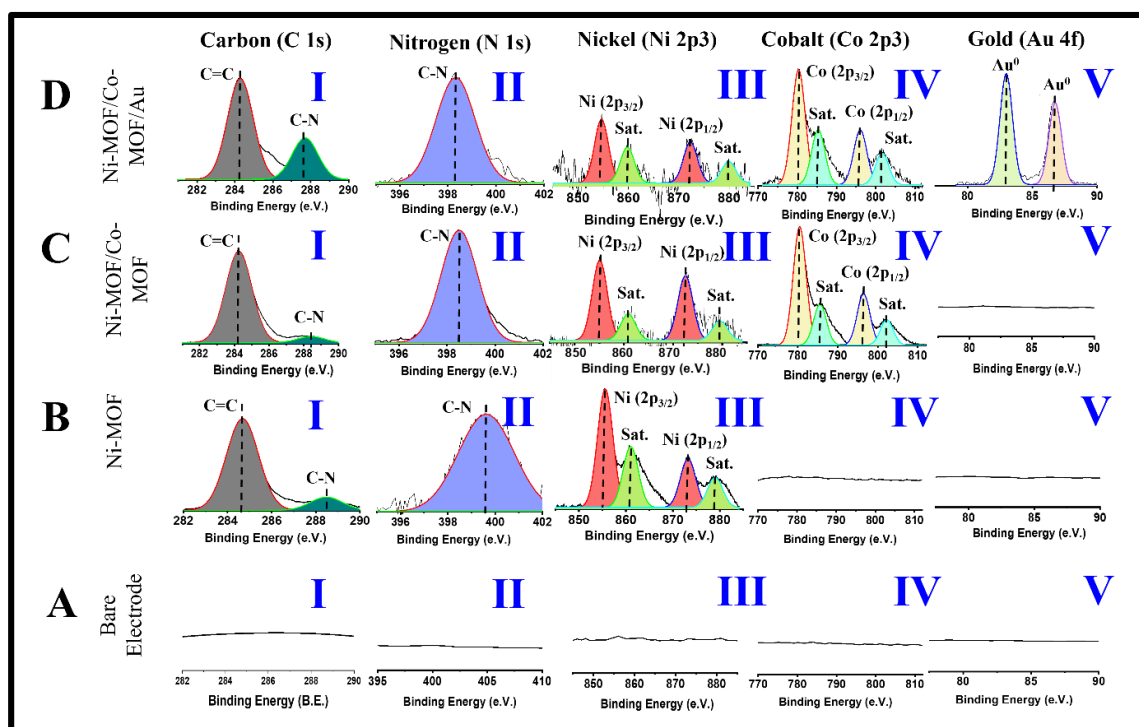 Carbon (C 1s)
Nitrogen (N 1s)
Nickel (Ni 2p3)
Cobalt (Co 2p3)
Gold (Au 4f)
D
Ni-MOF/Co-
MOF/Au
C=C
C-N
I
282 284 286 288 290
Binding Energy (e.V.)
C-N
II
396 398 400 402
Binding Energy (e.V.)
Ni (2p3/2)
Sat.
Ni (2p1/2)
Sat.
III
850 860 870 880
Binding Energy (e.V.)
Co (2p3/2)
Sat.
Co (2p1/2)
Sat.
IV
770 780 790 800 810
Binding Energy (e.V.)
Au0
Au0
V
80 85 90
Binding Energy (e.V.)
C
Ni-MOF/Co-
MOF
C=C
C-N
I
282 284 286 288 290
Binding Energy (e.V.)
C-N
II
396 398 400 402
Binding Energy (e.V.)
Ni (2p3/2)
Sat.
Ni (2p1/2)
Sat.
III
850 860 870 880
Binding Energy (e.V.)
Co (2p3/2)
Sat.
Co (2p1/2)
Sat.
IV
770 780 790 800 810
Binding Energy (e.V.)
V
80 85 90
Binding Energy (e.V.)
B
Ni-MOF
C=C
C-N
I
282 284 286 288 290
Binding Energy (e.V.)
C-N
II
396 398 400 402
Binding Energy (e.V.)
Ni (2p3/2)
Sat.
Ni (2p1/2)
Sat.
III
850 860 870 880
Binding Energy (e.V.)
IV
770 780 790 800 810
Binding Energy (e.V.)
V
80 85 90
Binding Energy (e.V.)
A
Bare
Electrode
I
282 284 286 288 290
Binding Energy (B.E.)
II
395 400 405 410
Binding Energy (e.V.)
III
850 860 870 880
Binding Energy (e.V.)
IV
770 780 790 800 810
Binding Energy (e.V.)
V
80 85 90
Binding Energy (e.V.)